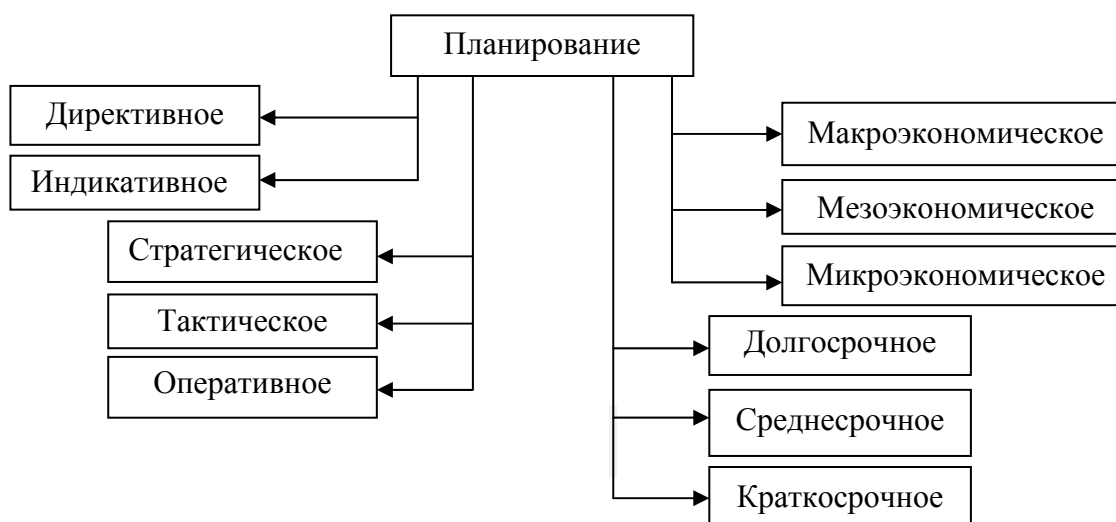 Планирование
Директивное
Индикативное
Стратегическое
Тактическое
Оперативное
Макроэкономическое
Мезоэкономическое
Микроэкономическое
Долгосрочное
Среднесрочное
Краткосрочное